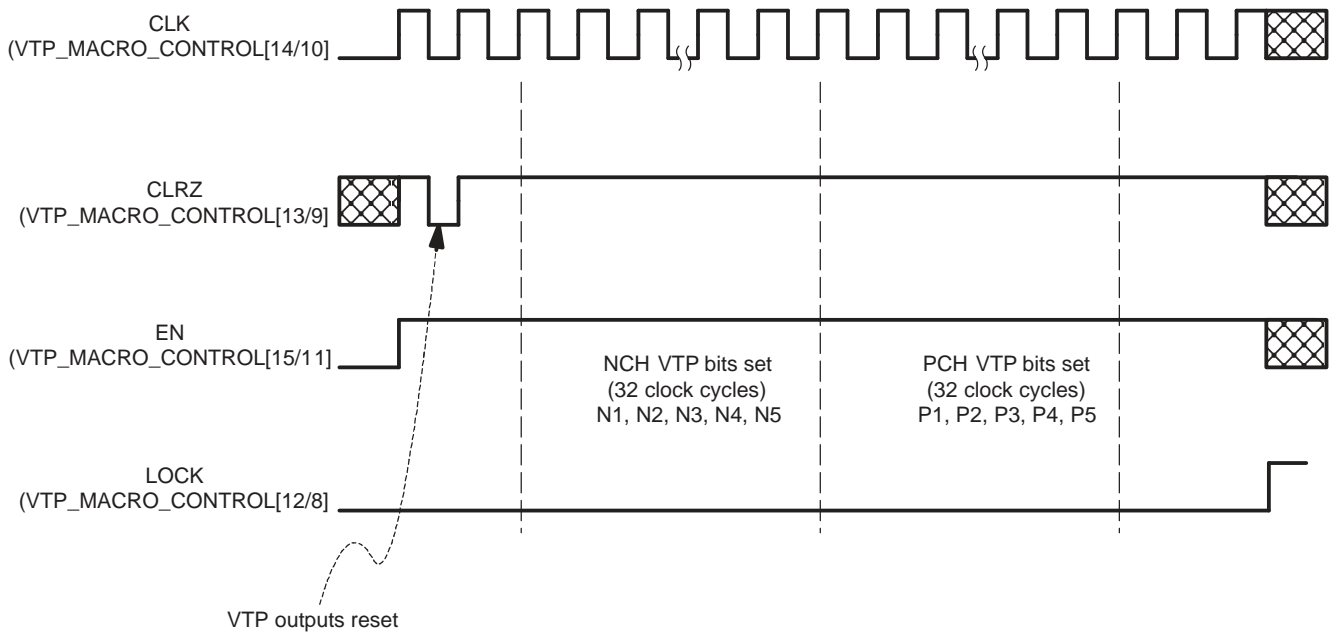 CLK
(VTP_MACRO_CONTROL[14/10]
CLRZ
(VTP_MACRO_CONTROL[13/9]
EN
(VTP_MACRO_CONTROL[15/11]
NCH VTP bits set
(32 clock cycles)
N1, N2, N3, N4, N5
PCH VTP bits set
(32 clock cycles)
P1, P2, P3, P4, P5
LOCK
(VTP_MACRO_CONTROL[12/8]
VTP outputs reset